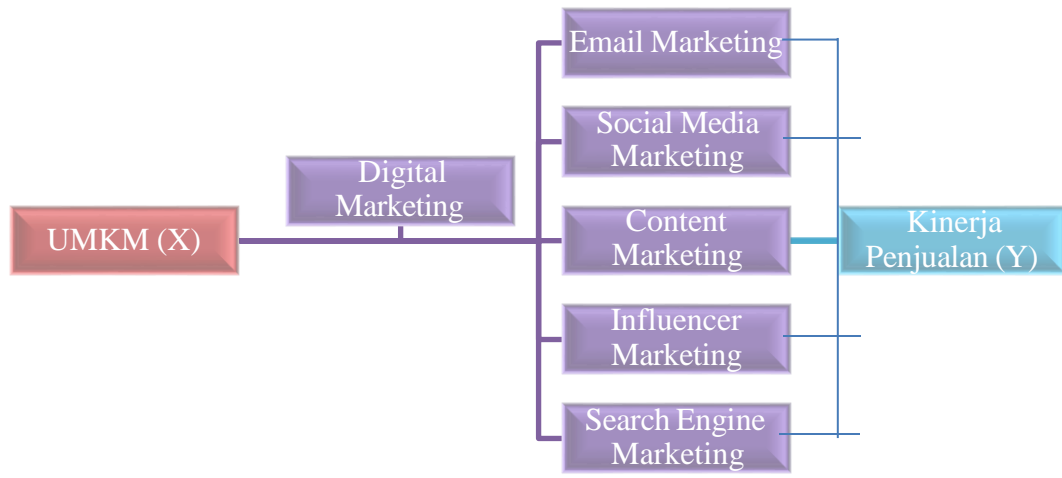 UMKM (X)
Digital
Marketing
Email Marketing
Social Media
Marketing
Content
Marketing
Influencer
Marketing
Search Engine
Marketing
Kinerja
Penjualan (Y)